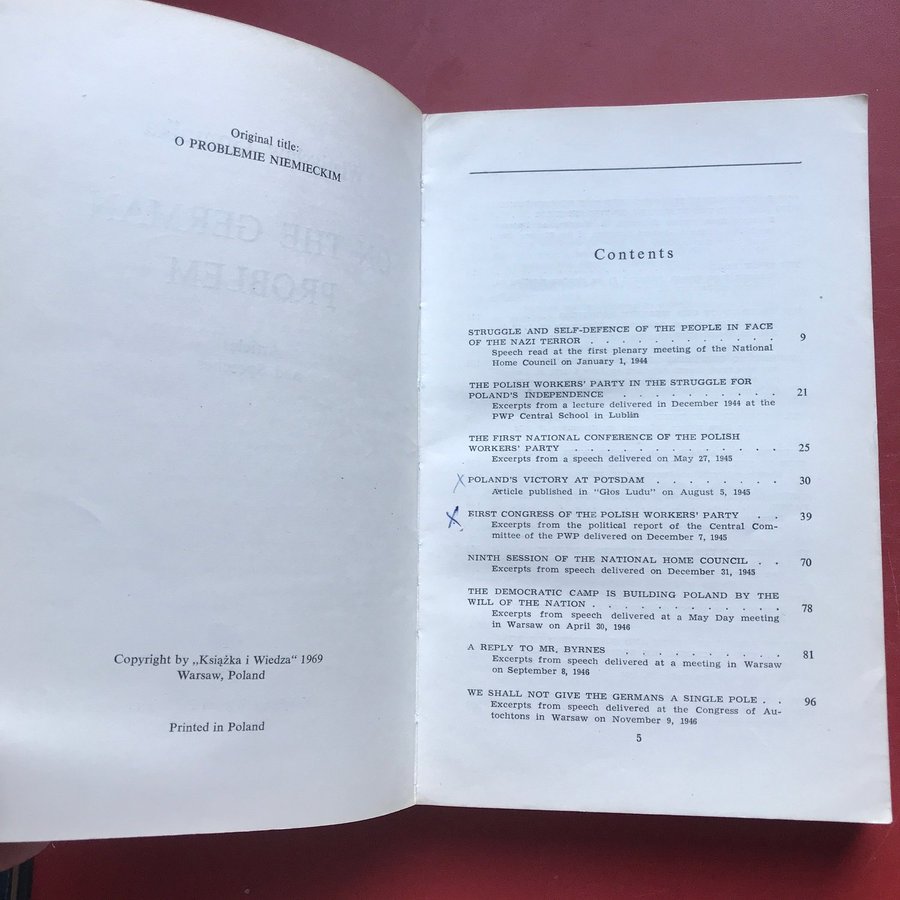 Original title:
O PROBLEMIE NIEMIECKIM
Copyright by „Książka i Wiedza“ 1969
Warsaw, Poland
Printed in Poland
Contents
STRUGGLE AND SELF-DEFENCE OF THE PEOPLE IN FACE
OF THE NAZI TERROR . . . . . . . . . . . . 9
Speech read at the first plenary meeting of the National
Home Council on January 1, 1944
THE POLISH WORKERS' PARTY IN THE STRUGGLE FOR
POLAND'S INDEPENDENCE . . . . . . . . . . 21
Excerpts from a lecture delivered in December 1944 at the
PWP Central School in Lublin
THE FIRST NATIONAL CONFERENCE OF THE POLISH
WORKERS' PARTY . . . . . . . . . . . . . 25
Excerpts from a speech delivered on May 27, 1945
x POLAND'S VICTORY AT POTSDAM . . . . . . . . 30
Article published in "Głos Ludu" on August 5, 1945
x FIRST CONGRESS OF THE POLISH WORKERS' PARTY . . 39
Excerpts from the political report of the Central Com-
mittee of the PWP delivered on December 7, 1945
NINTH SESSION OF THE NATIONAL HOME COUNCIL . . 70
Excerpts from speech delivered on December 31, 1945
THE DEMOCRATIC CAMP IS BUILDING POLAND BY THE
WILL OF THE NATION . . . . . . . . . . . . 78
Excerpts from speech delivered at a May Day meeting
in Warsaw on April 30, 1946
A REPLY TO MR. BYRNES . . . . . . . . . . 81
Excerpts from speech delivered at a meeting in Warsaw
on September 8, 1946
WE SHALL NOT GIVE THE GERMANS A SINGLE POLE . . 96
Excerpts from speech delivered at the Congress of Au-
tochtons in Warsaw on November 9, 1946
5